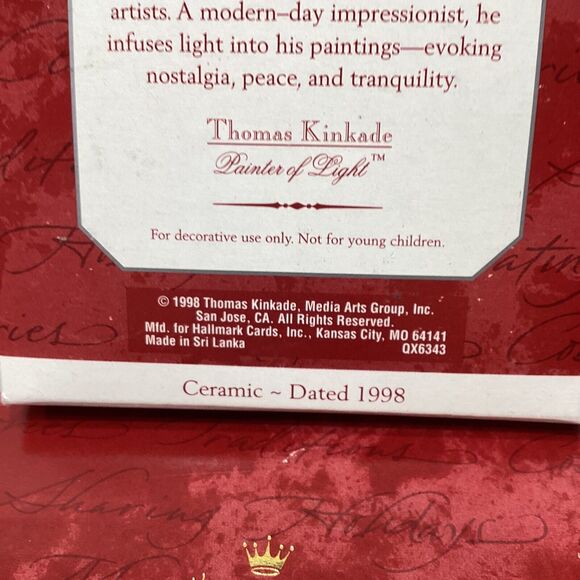 artists. A modern–day impressionist, he
infuses light into his paintings—evoking
nostalgia, peace, and tranquility.
Thomas Kinkade
Painter of Light™
For decorative use only. Not for young children.
© 1998 Thomas Kinkade, Media Arts Group, Inc.
San Jose, CA. All Rights Reserved.
Mfd. for Hallmark Cards, Inc., Kansas City, MO 64141
Made in Sri Lanka QX6343
Ceramic ~ Dated 1998
Traditions
Sharing Holidays